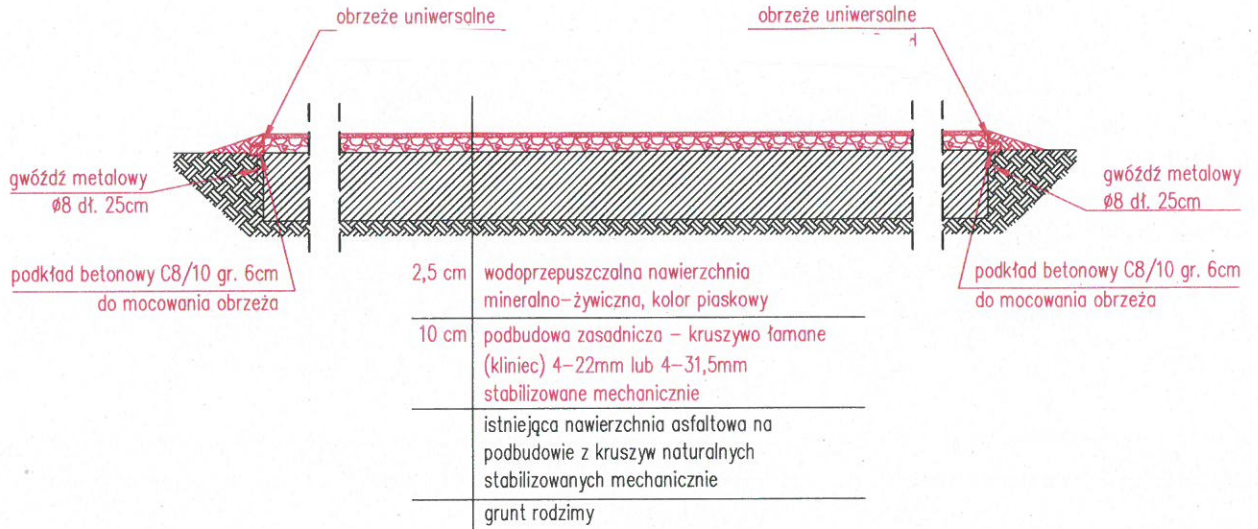 obrzeże uniwersalne
obrzeże uniwersalne
gwóźdź metalowy
ø8 dł. 25cm
gwóźdź metalowy
ø8 dł. 25cm
podkład betonowy C8/10 gr. 6cm
do mocowania obrzeża
2,5 cm wodoprzepuszczalna nawierzchnia
mineralno-żywiczna, kolor piaskowy
10 cm podbudowa zasadnicza – kruszywo łamane
(kliniec) 4–22mm lub 4–31,5mm
stabilizowane mechanicznie
istniejąca nawierzchnia asfaltowa na
podbudowie z kruszyw naturalnych
stabilizowanych mechanicznie
grunt rodzimy
podkład betonowy C8/10 gr. 6cm
do mocowania obrzeża